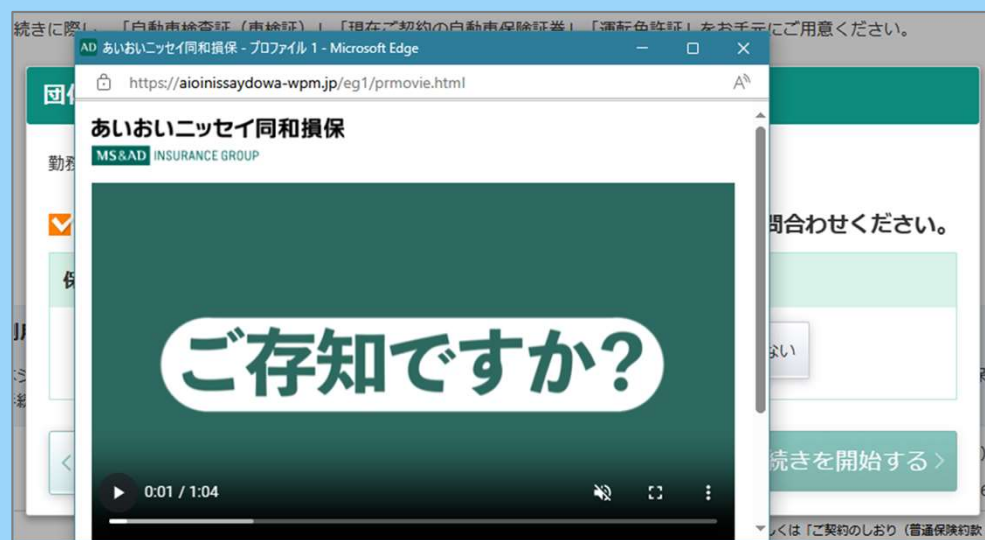 続きに際し、「自動車検査証（車検証）」「現在ご契約の自動車保険証券」「運転免許証」をお手元にご用意ください。
AD あいおいニッセイ同和損保 - プロファイル 1 - Microsoft Edge
https://aioinissaydowa-wpm.jp/eg1/prmovie.html
あいおいニッセイ同和損保
MS&AD INSURANCE GROUP
勤務
問合わせください。
ご存知ですか?
ない
0:01 / 1:04
続きを開始する
くは「ご契約のしおり（普通保険約款